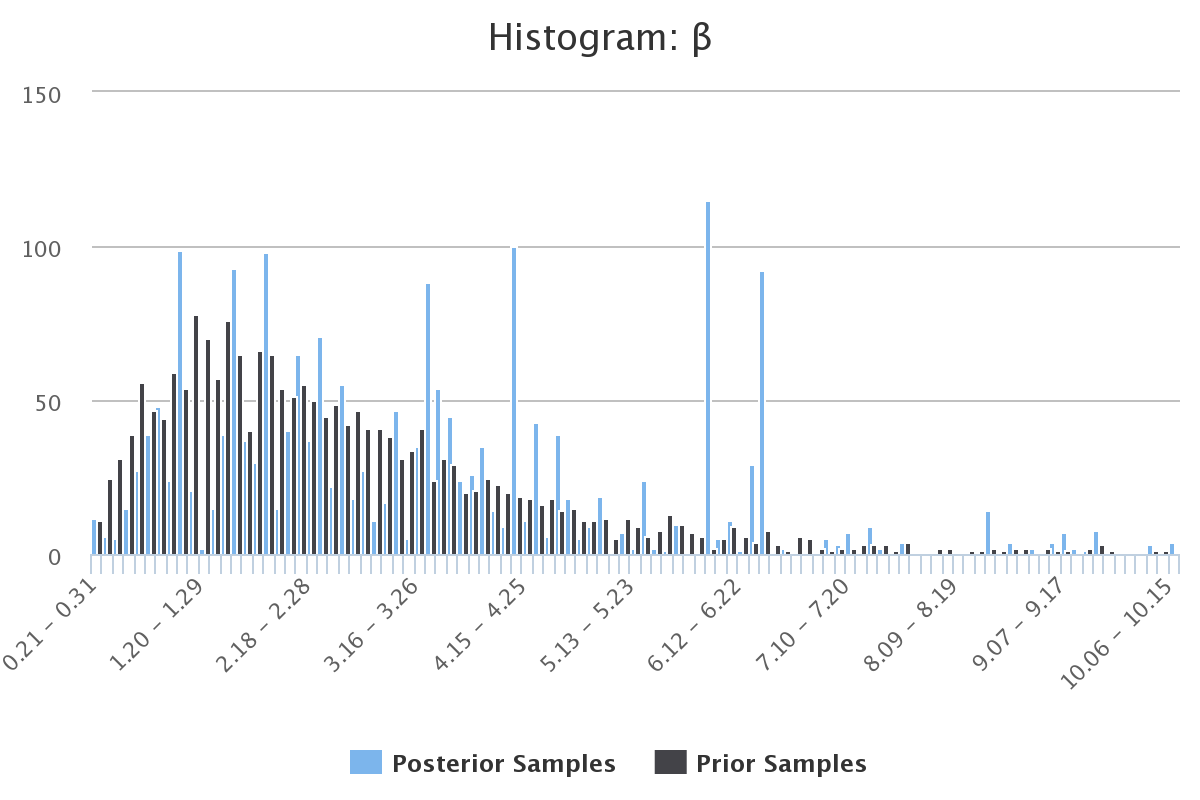 Histogram: β
150
100
50
0
0.21 – 0.31
1.20 – 1.29
2.18 – 2.28
3.16 – 3.26
4.15 – 4.25
5.13 – 5.23
6.12 – 6.22
7.10 – 7.20
8.09 – 8.19
9.07 – 9.17
10.06 – 10.15
Posterior Samples
Prior Samples